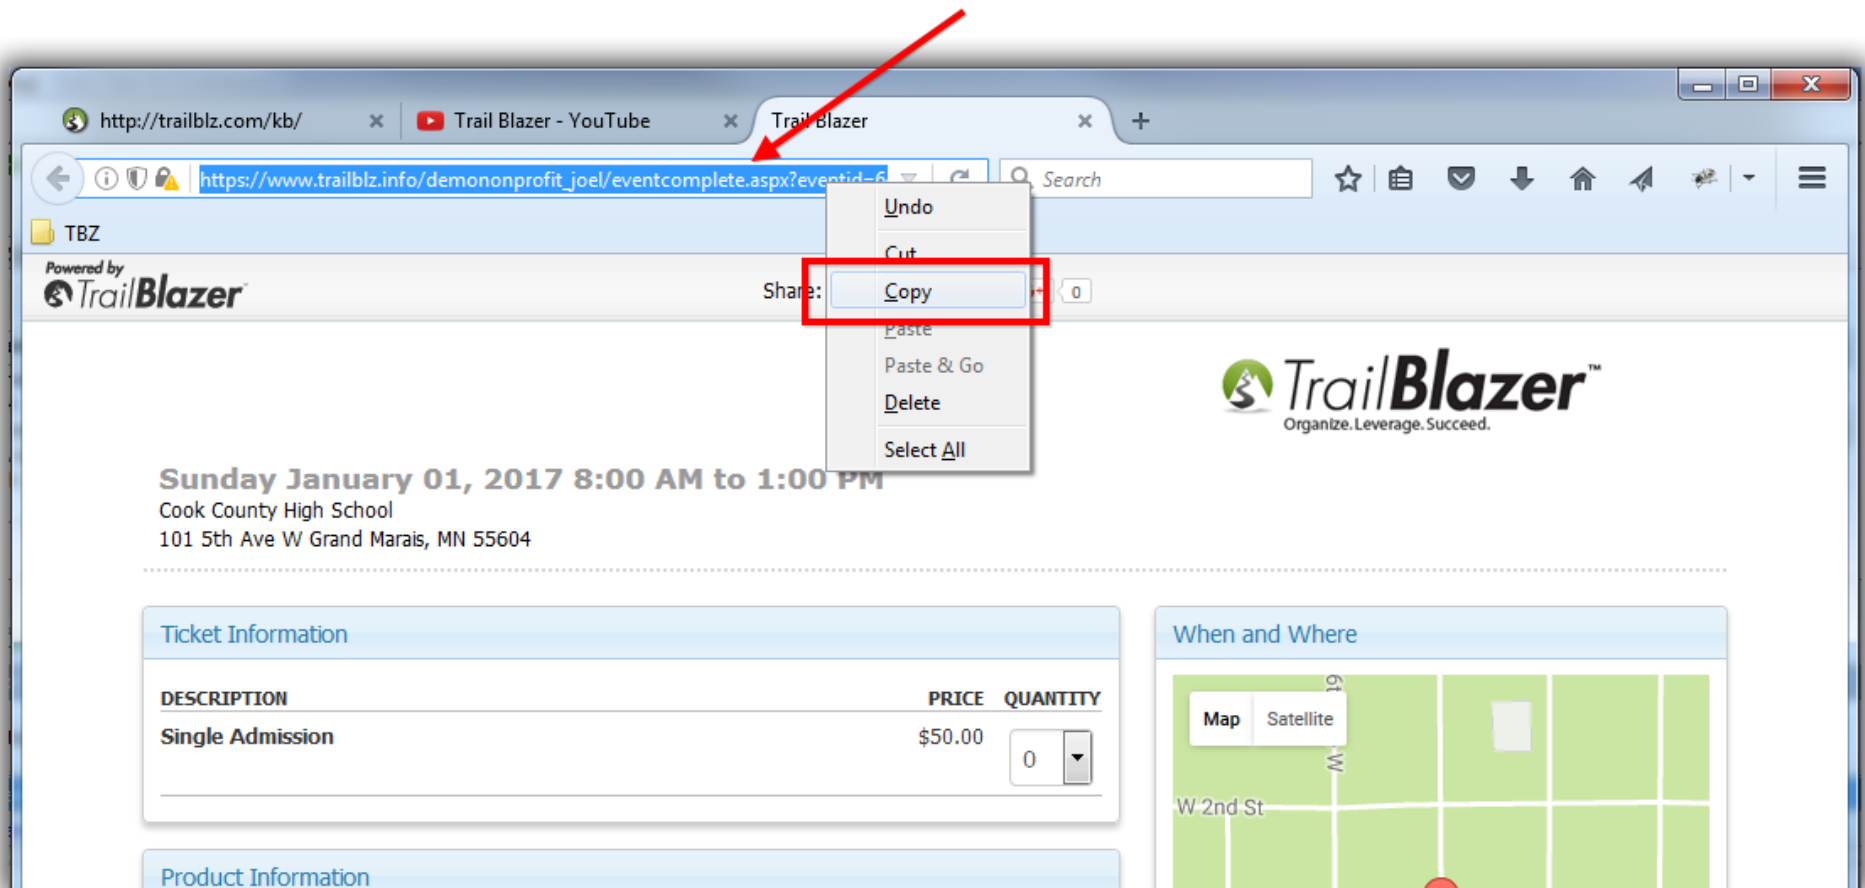 http://trailblz.com/kb/
Trail Blazer - YouTube
Trail Blazer
https://www.trailblz.info/demononprofit_joel/eventcomplete.aspx?eventid=6
Search
TBZ
Powered by
TrailBlazer
Share:
0
Undo
Cut
Copy
Paste
Paste & Go
Delete
Select All
TrailBlazer™
Organize. Leverage. Succeed.
Sunday January 01, 2017 8:00 AM to 1:00 PM
Cook County High School
101 5th Ave W Grand Marais, MN 55604
Ticket Information
DESCRIPTION PRICE QUANTITY
Single Admission $50.00 0
Product Information
When and Where
Map Satellite
W
W 2nd St